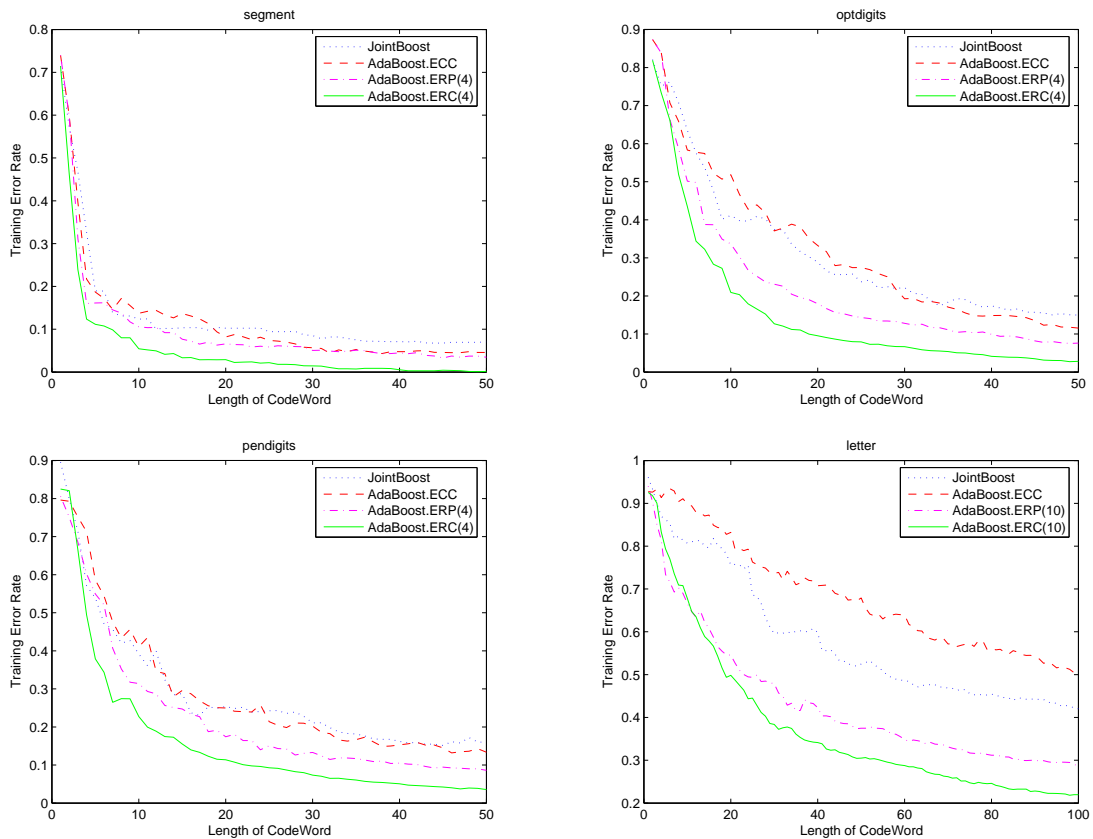 segment
0.8
0.7
0.6
0.5
0.4
0.3
0.2
0.1
0
Training Error Rate
JointBoost
AdaBoost.ECC
AdaBoost.ERP(4)
AdaBoost.ERC(4)
0 10 20 30 40 50
Length of CodeWord
optdigits
0.9
0.8
0.7
0.6
0.5
0.4
0.3
0.2
0.1
0
Training Error Rate
JointBoost
AdaBoost.ECC
AdaBoost.ERP(4)
AdaBoost.ERC(4)
0 10 20 30 40 50
Length of CodeWord
pendigits
0.9
0.8
0.7
0.6
0.5
0.4
0.3
0.2
0.1
0
Training Error Rate
JointBoost
AdaBoost.ECC
AdaBoost.ERP(4)
AdaBoost.ERC(4)
0 10 20 30 40 50
Length of CodeWord
letter
1
0.9
0.8
0.7
0.6
0.5
0.4
0.3
0.2
Training Error Rate
JointBoost
AdaBoost.ECC
AdaBoost.ERP(10)
AdaBoost.ERC(10)
0 20 40 60 80 100
Length of CodeWord